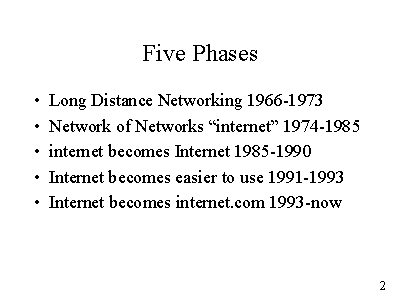 Five Phases
• Long Distance Networking 1966-1973
• Network of Networks “internet” 1974-1985
• internet becomes Internet 1985-1990
• Internet becomes easier to use 1991-1993
• Internet becomes internet.com 1993-now
2